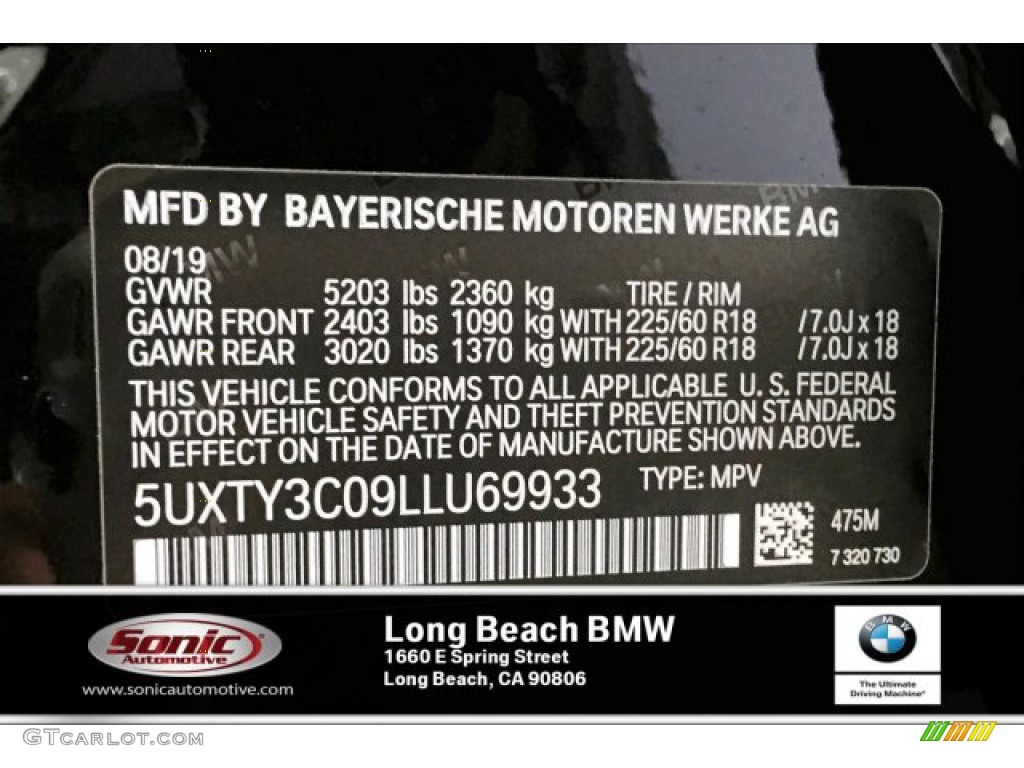 MFD BY BAYERISCHE MOTOREN WERKE AG
08/19
GVWR 5203 lbs 2360 kg TIRE / RIM
GAWR FRONT 2403 lbs 1090 kg WITH 225/60 R18 /7.0J x 18
GAWR REAR 3020 lbs 1370 kg WITH 225/60 R18 /7.0J x 18
THIS VEHICLE CONFORMS TO ALL APPLICABLE U. S. FEDERAL
MOTOR VEHICLE SAFETY AND THEFT PREVENTION STANDARDS
IN EFFECT ON THE DATE OF MANUFACTURE SHOWN ABOVE.
5UXTY3C09LLU69933 TYPE: MPV
475M
7 320 730
Sonic
Automotive
www.sonicautomotive.com
Long Beach BMW
1660 E Spring Street
Long Beach, CA 90806
BMW
The Ultimate
Driving Machine®
GTCARLOT.COM